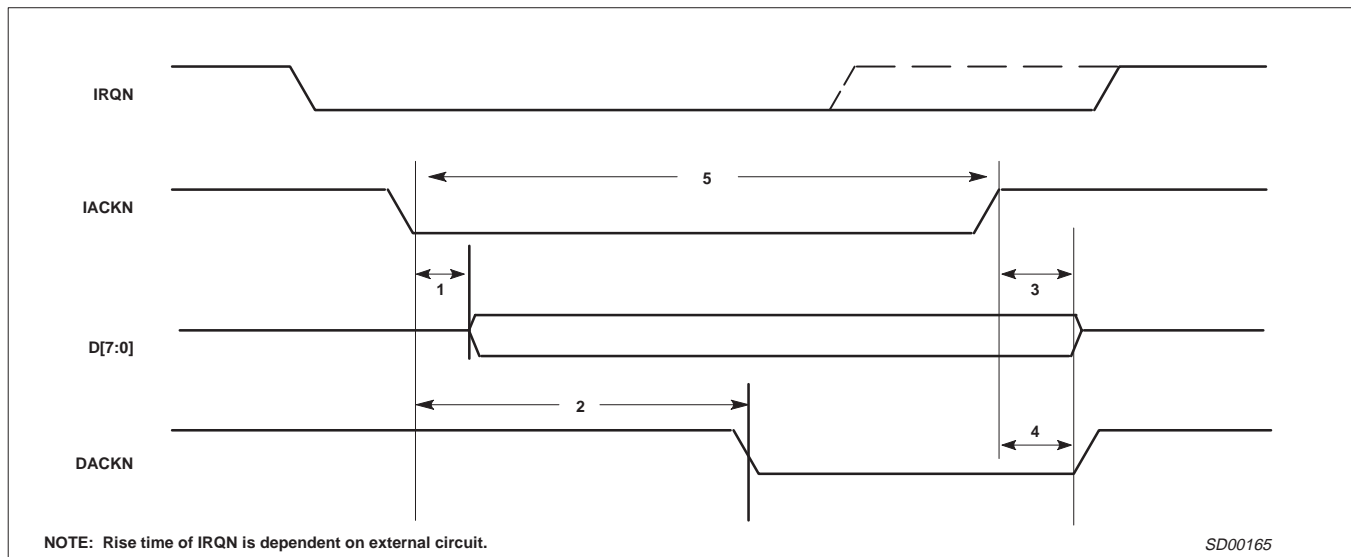 IRQN
5
IACKN
1
3
D[7:0]
2
4
DACKN
NOTE: Rise time of IRQN is dependent on external circuit.
SD00165